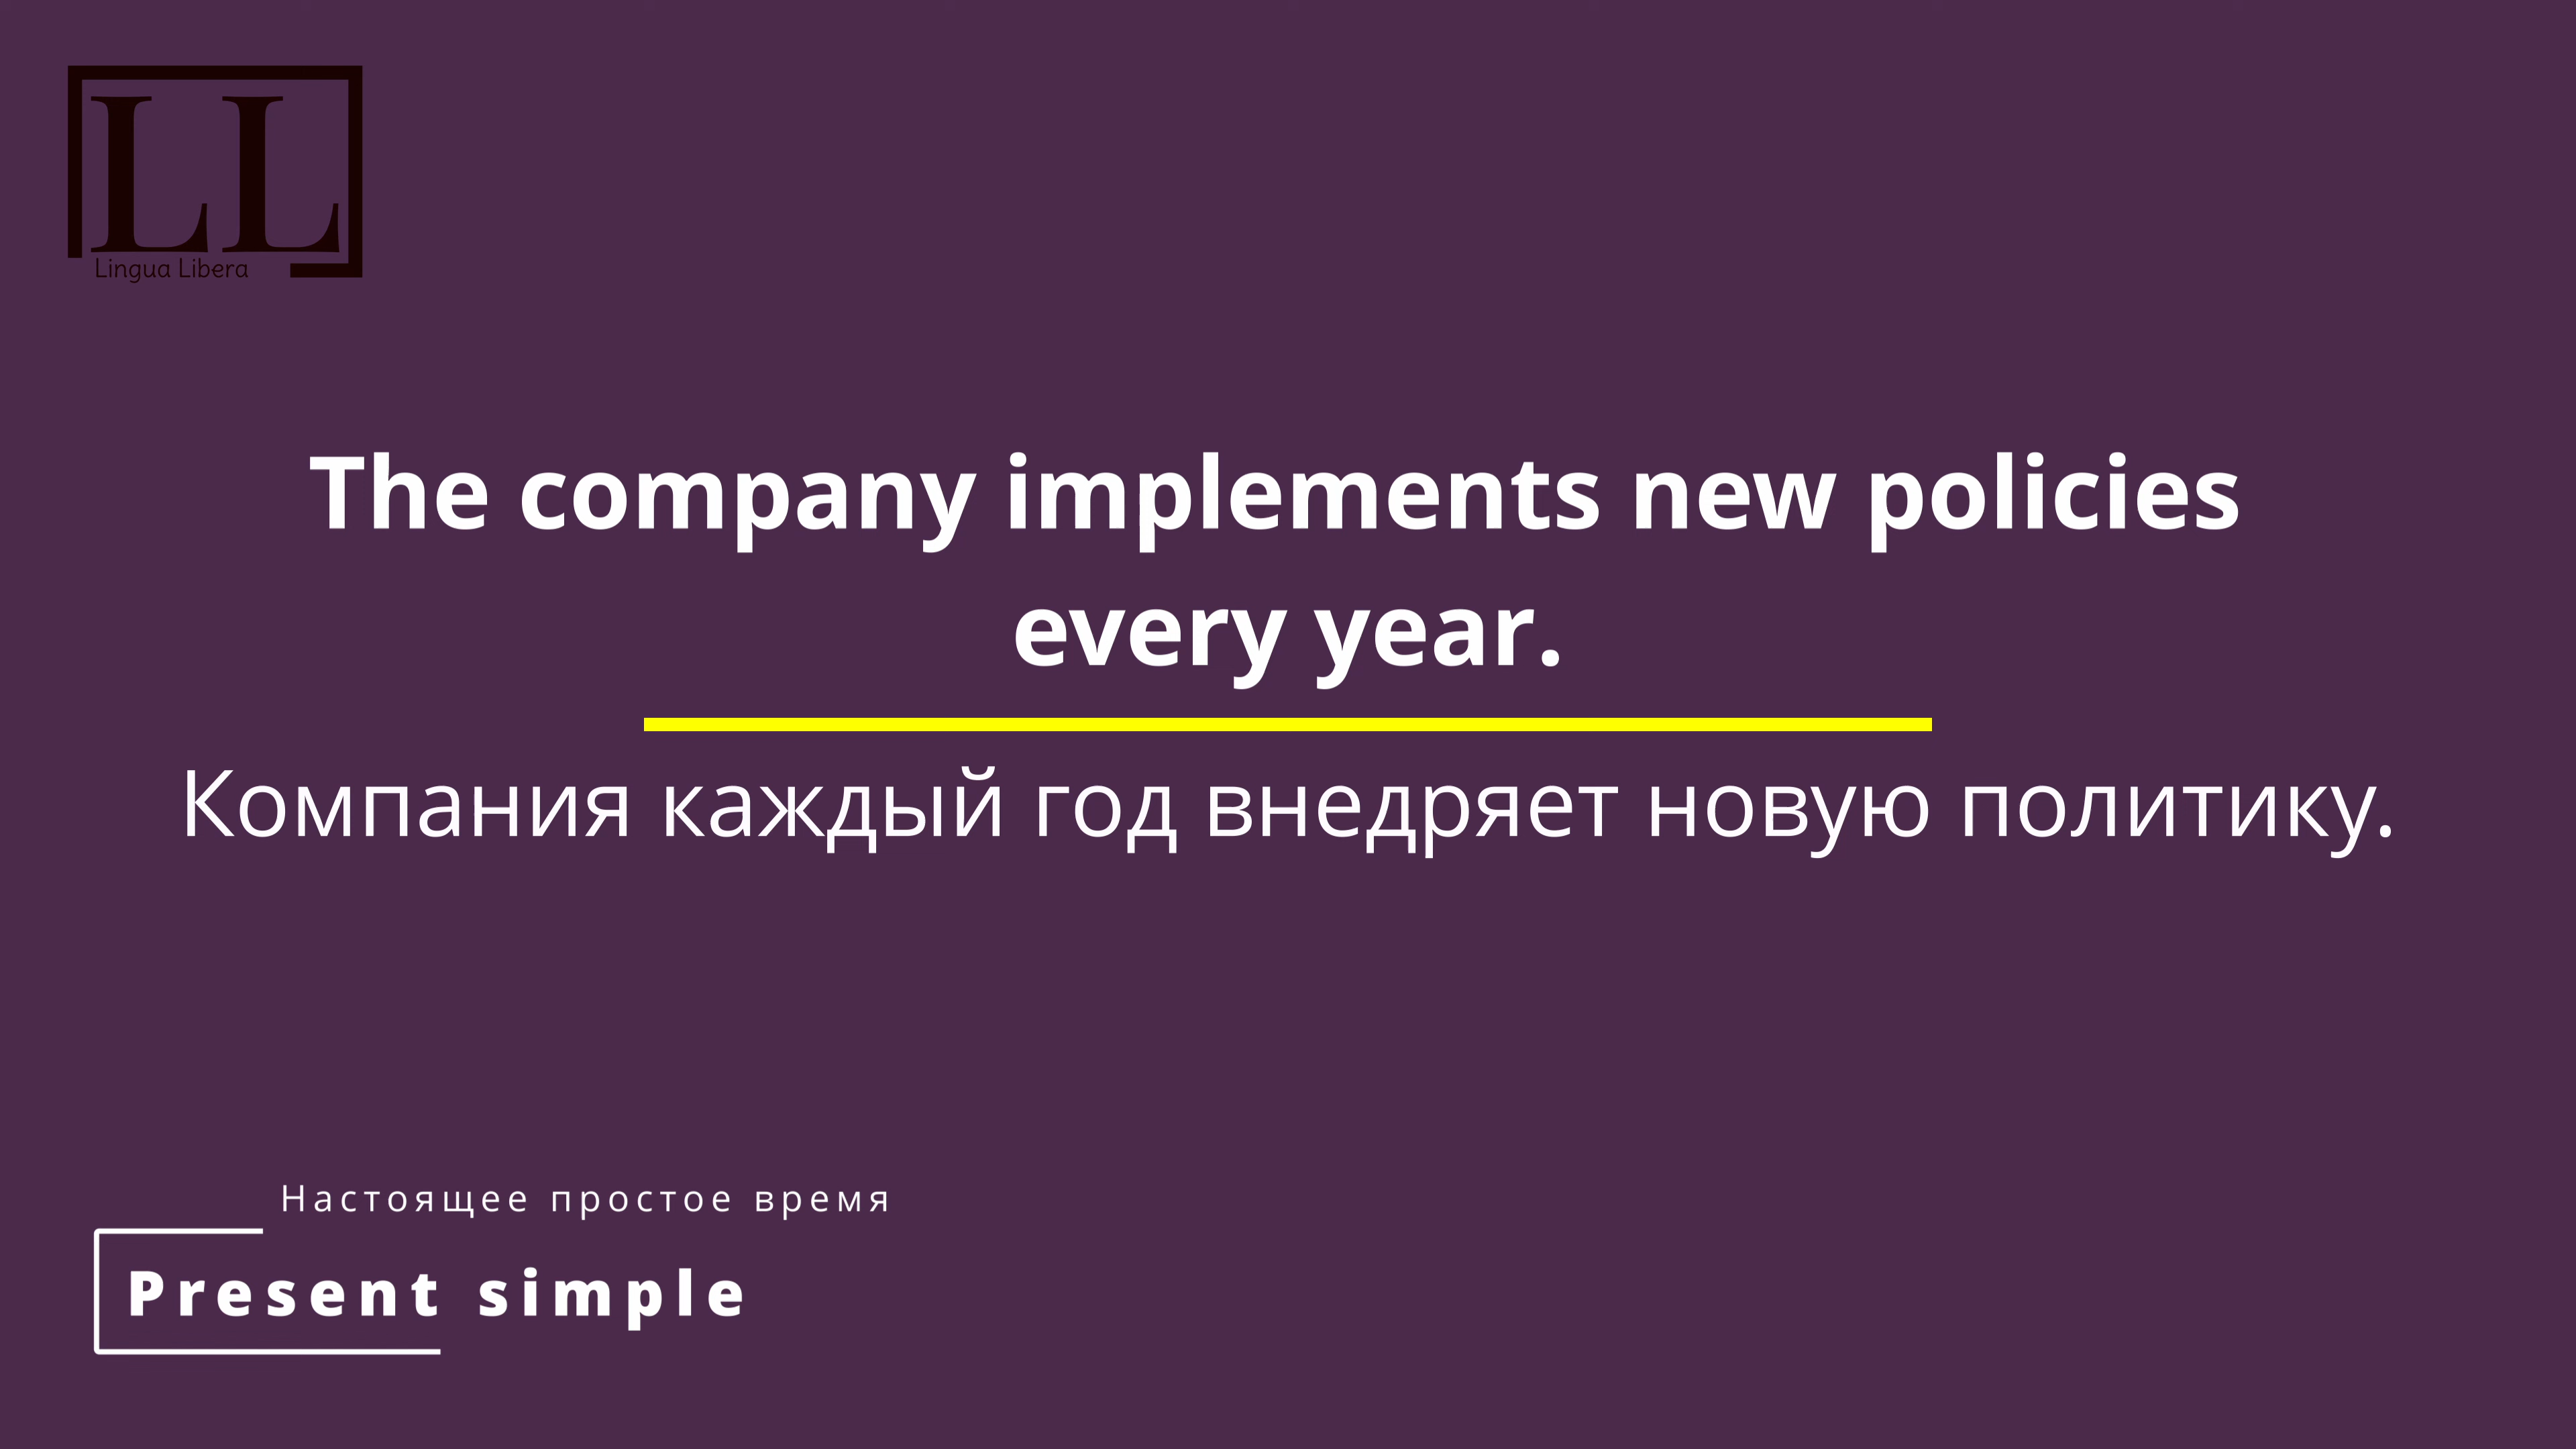 LL
Lingua Libera
The company implements new policies
every year.
Компания каждый год внедряет новую политику.
Настоящее простое время
Present simple